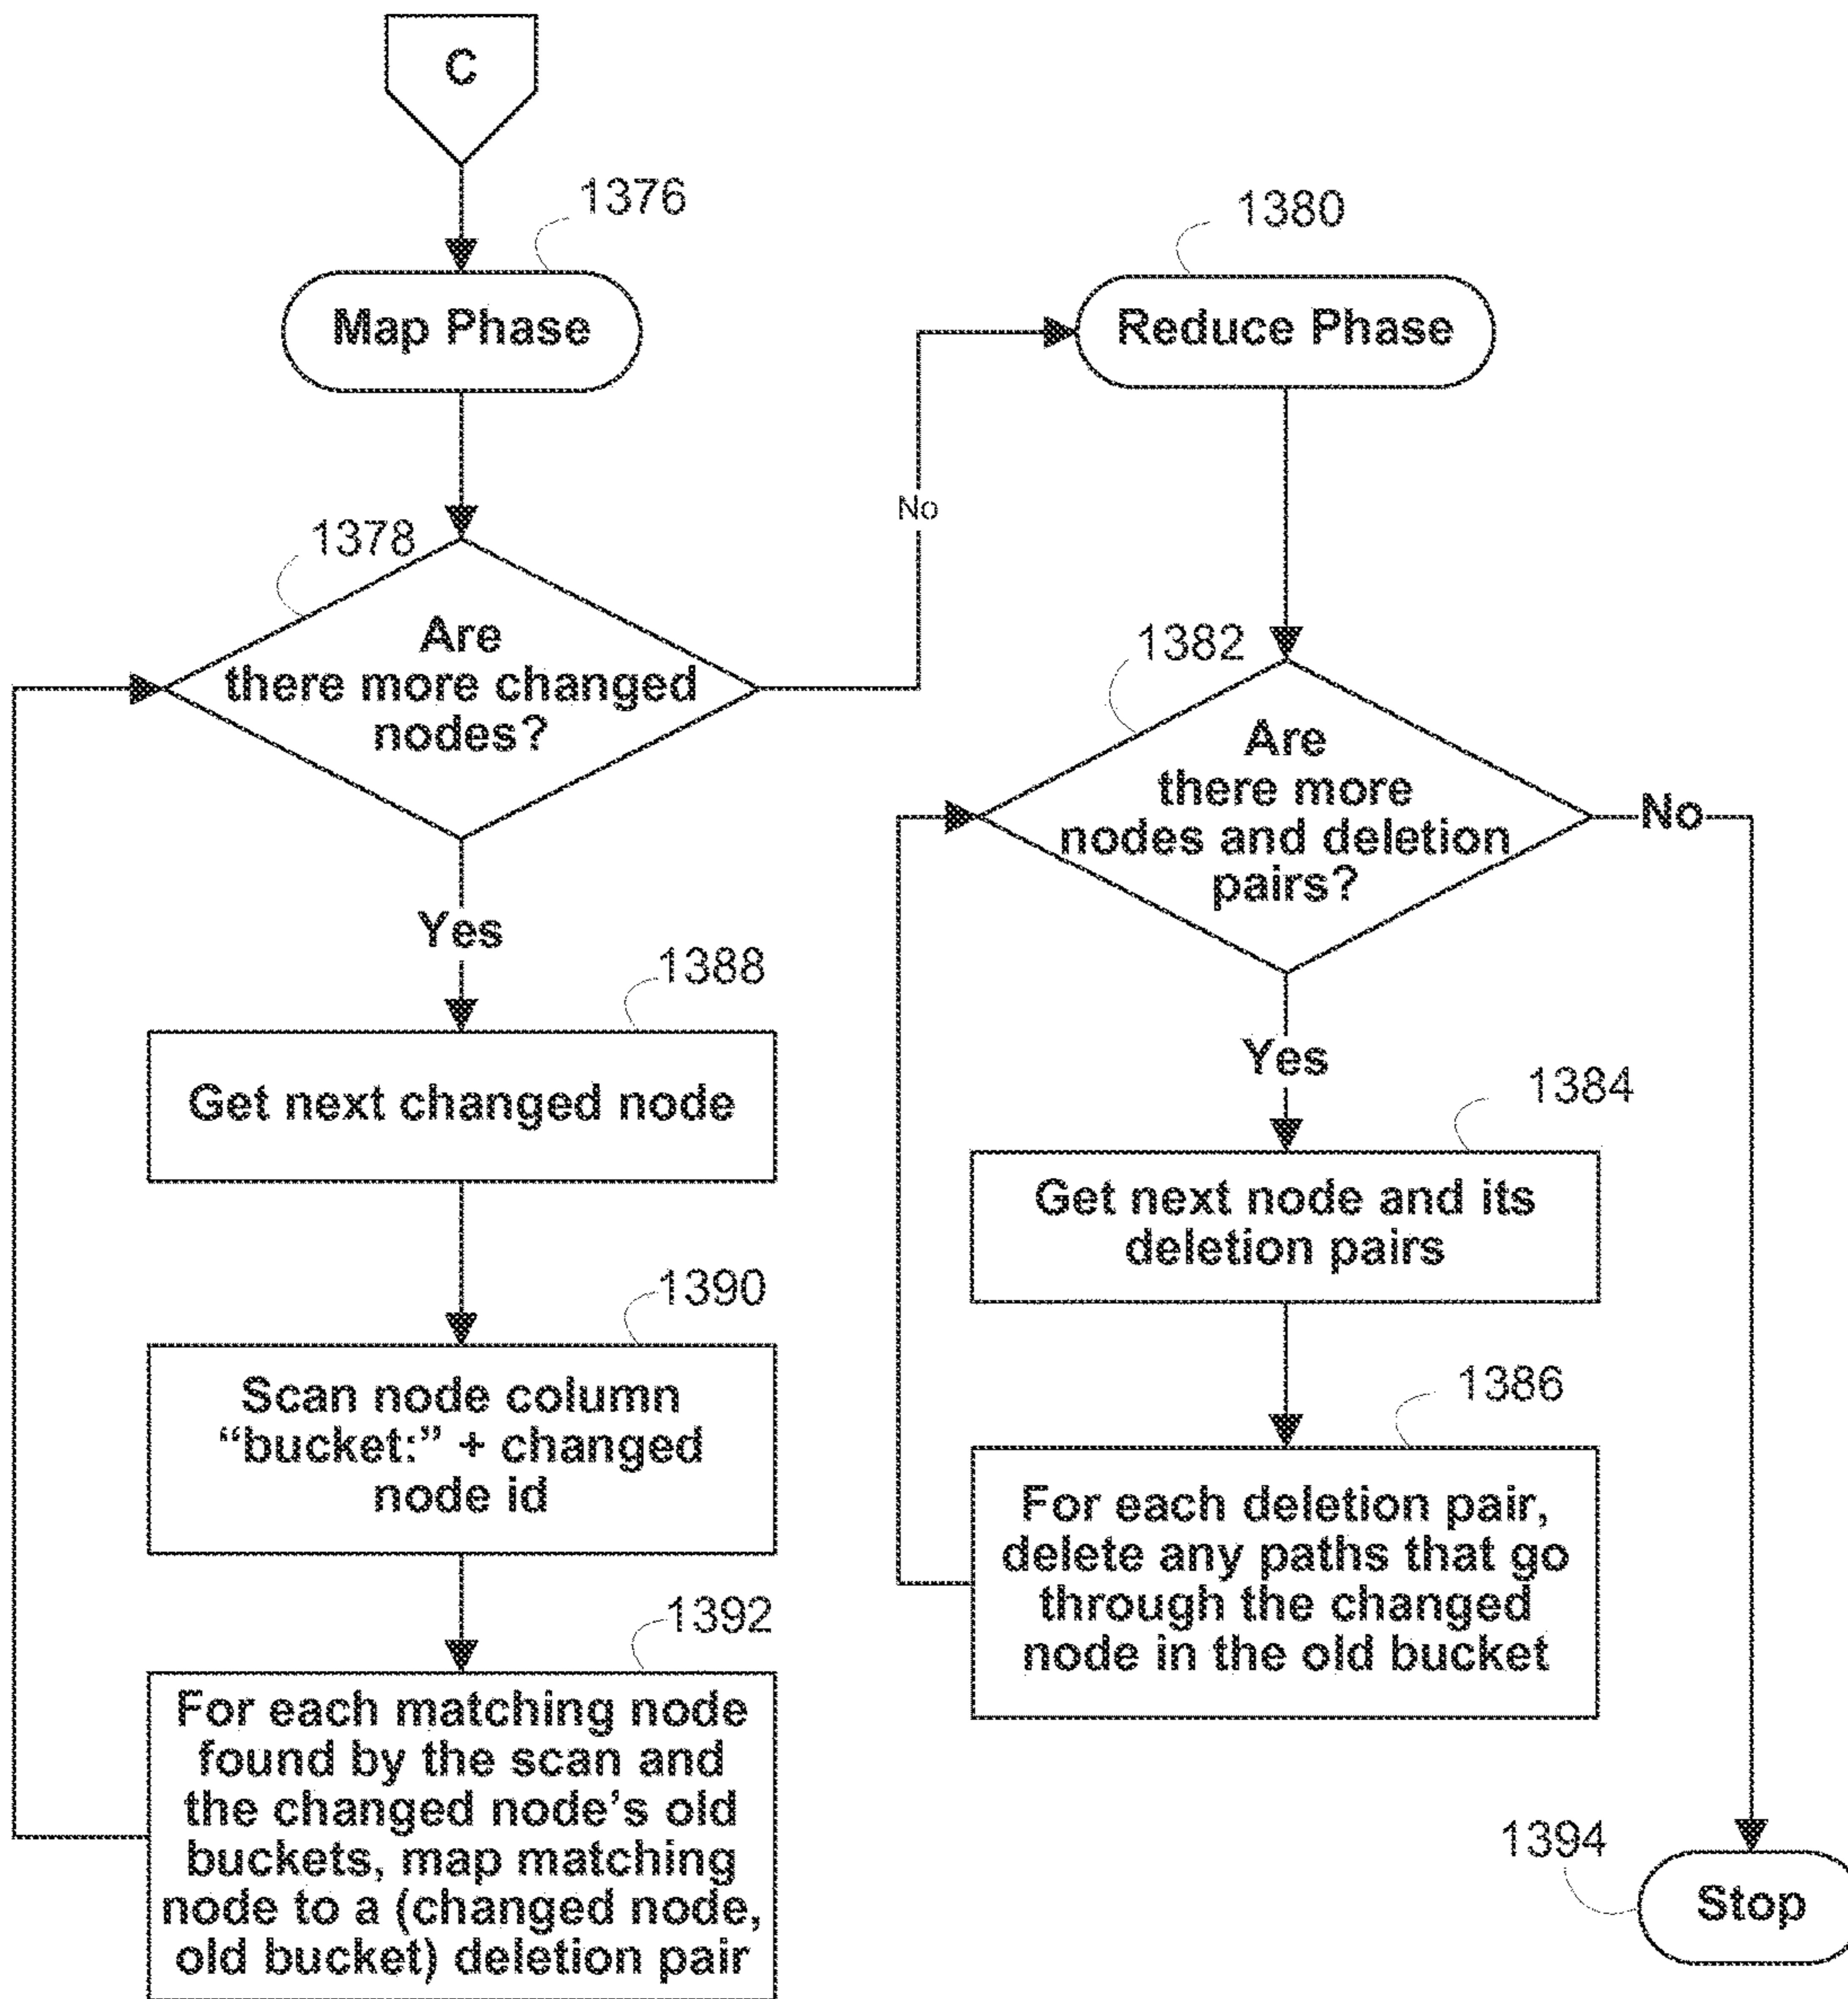 C
1376
Map Phase
1378
Are
there more changed
nodes?
Yes
1388
Get next changed node
1390
Scan node column
“bucket:” + changed
node id
1392
For each matching node
found by the scan and
the changed node’s old
buckets, map matching
node to a (changed node,
old bucket) deletion pair
No
1380
Reduce Phase
1382
Are
there more
nodes and deletion
pairs?
No
Yes
1384
Get next node and its
deletion pairs
1386
For each deletion pair,
delete any paths that go
through the changed
node in the old bucket
1394
Stop